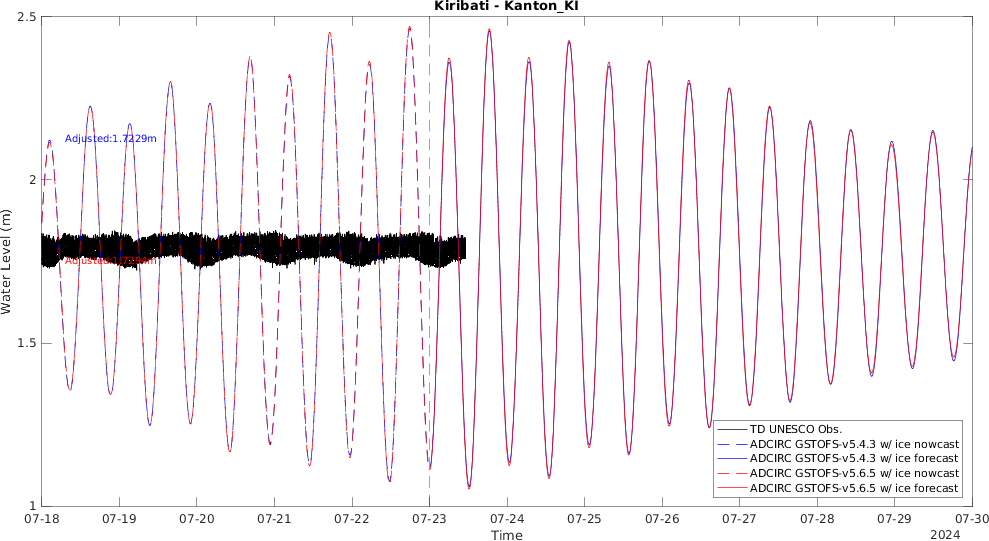 Kiribati - Kanton_KI
2.5
2
1.5
1
Water Level (m)
Adjusted:1.7229m
07-18
07-19
07-20
07-21
07-22
07-23
07-24
07-25
07-26
07-27
07-28
07-29
07-30
Time
2024
TD UNESCO Obs.
ADCIRC GSTOFS-v5.4.3 w/ ice nowcast
ADCIRC GSTOFS-v5.4.3 w/ ice forecast
ADCIRC GSTOFS-v5.6.5 w/ ice nowcast
ADCIRC GSTOFS-v5.6.5 w/ ice forecast